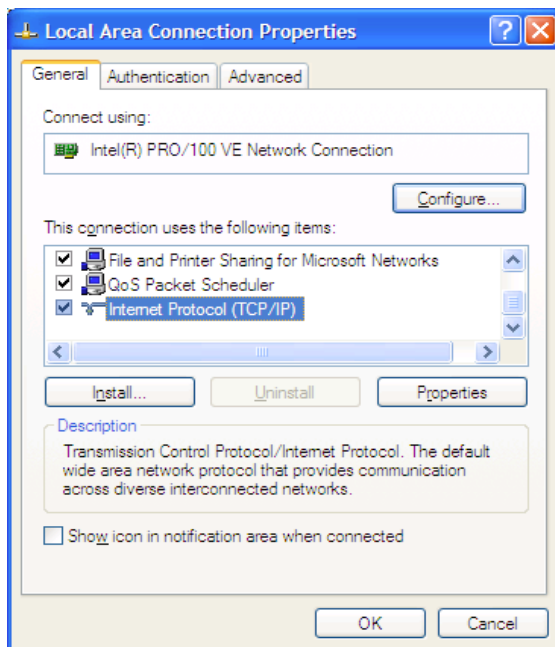 Local Area Connection Properties
General Authentication Advanced
Connect using:
Intel(R) PRO/100 VE Network Connection
Configure...
This connection uses the following items:
File and Printer Sharing for Microsoft Networks
QoS Packet Scheduler
Internet Protocol (TCP/IP)
Install... Uninstall Properties
Description
Transmission Control Protocol/Internet Protocol. The default
wide area network protocol that provides communication
across diverse interconnected networks.
Show icon in notification area when connected
OK Cancel